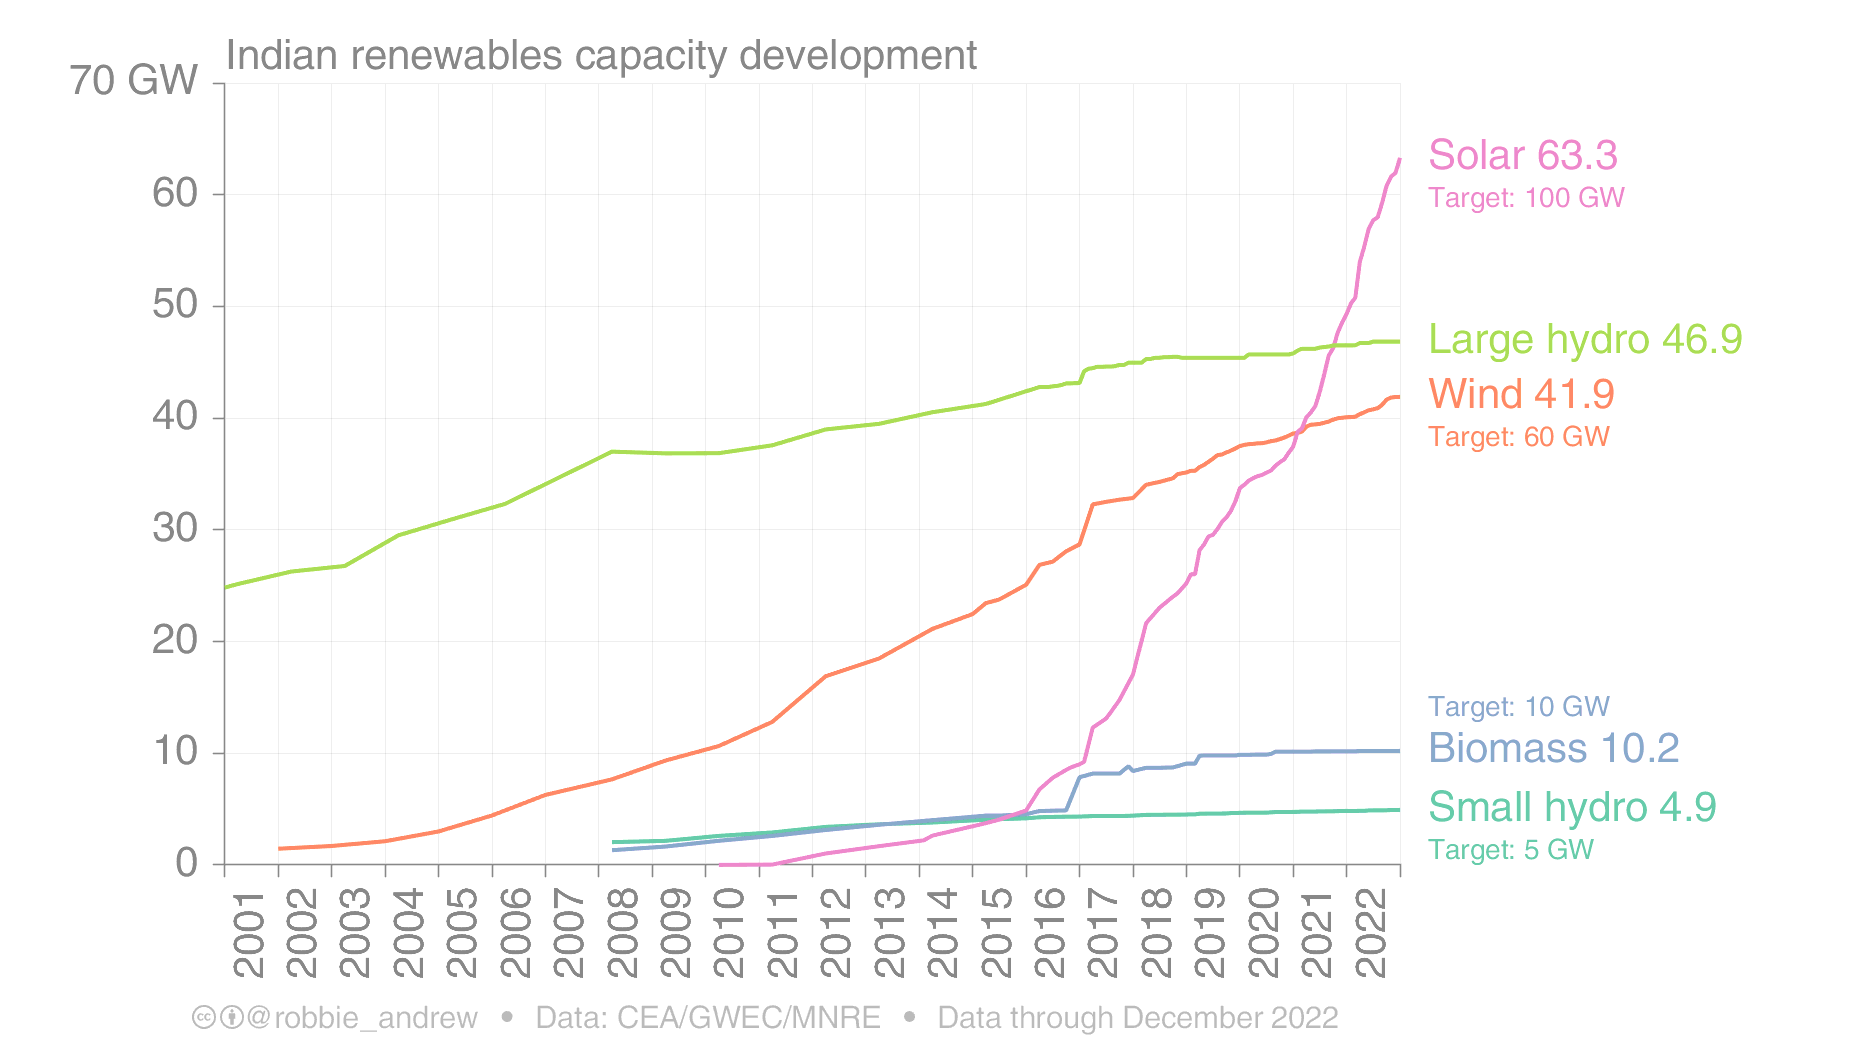 Indian renewables capacity development
70 GW
60
50
40
30
20
10
0
Solar 63.3
Target: 100 GW
Large hydro 46.9
Wind 41.9
Target: 60 GW
Target: 10 GW
Biomass 10.2
Small hydro 4.9
Target: 5 GW
2001
2002
2003
2004
2005
2006
2007
2008
2009
2010
2011
2012
2013
2014
2015
2016
2017
2018
2019
2020
2021
2022
cc @robbie_andrew • Data: CEA/GWEC/MNRE • Data through December 2022